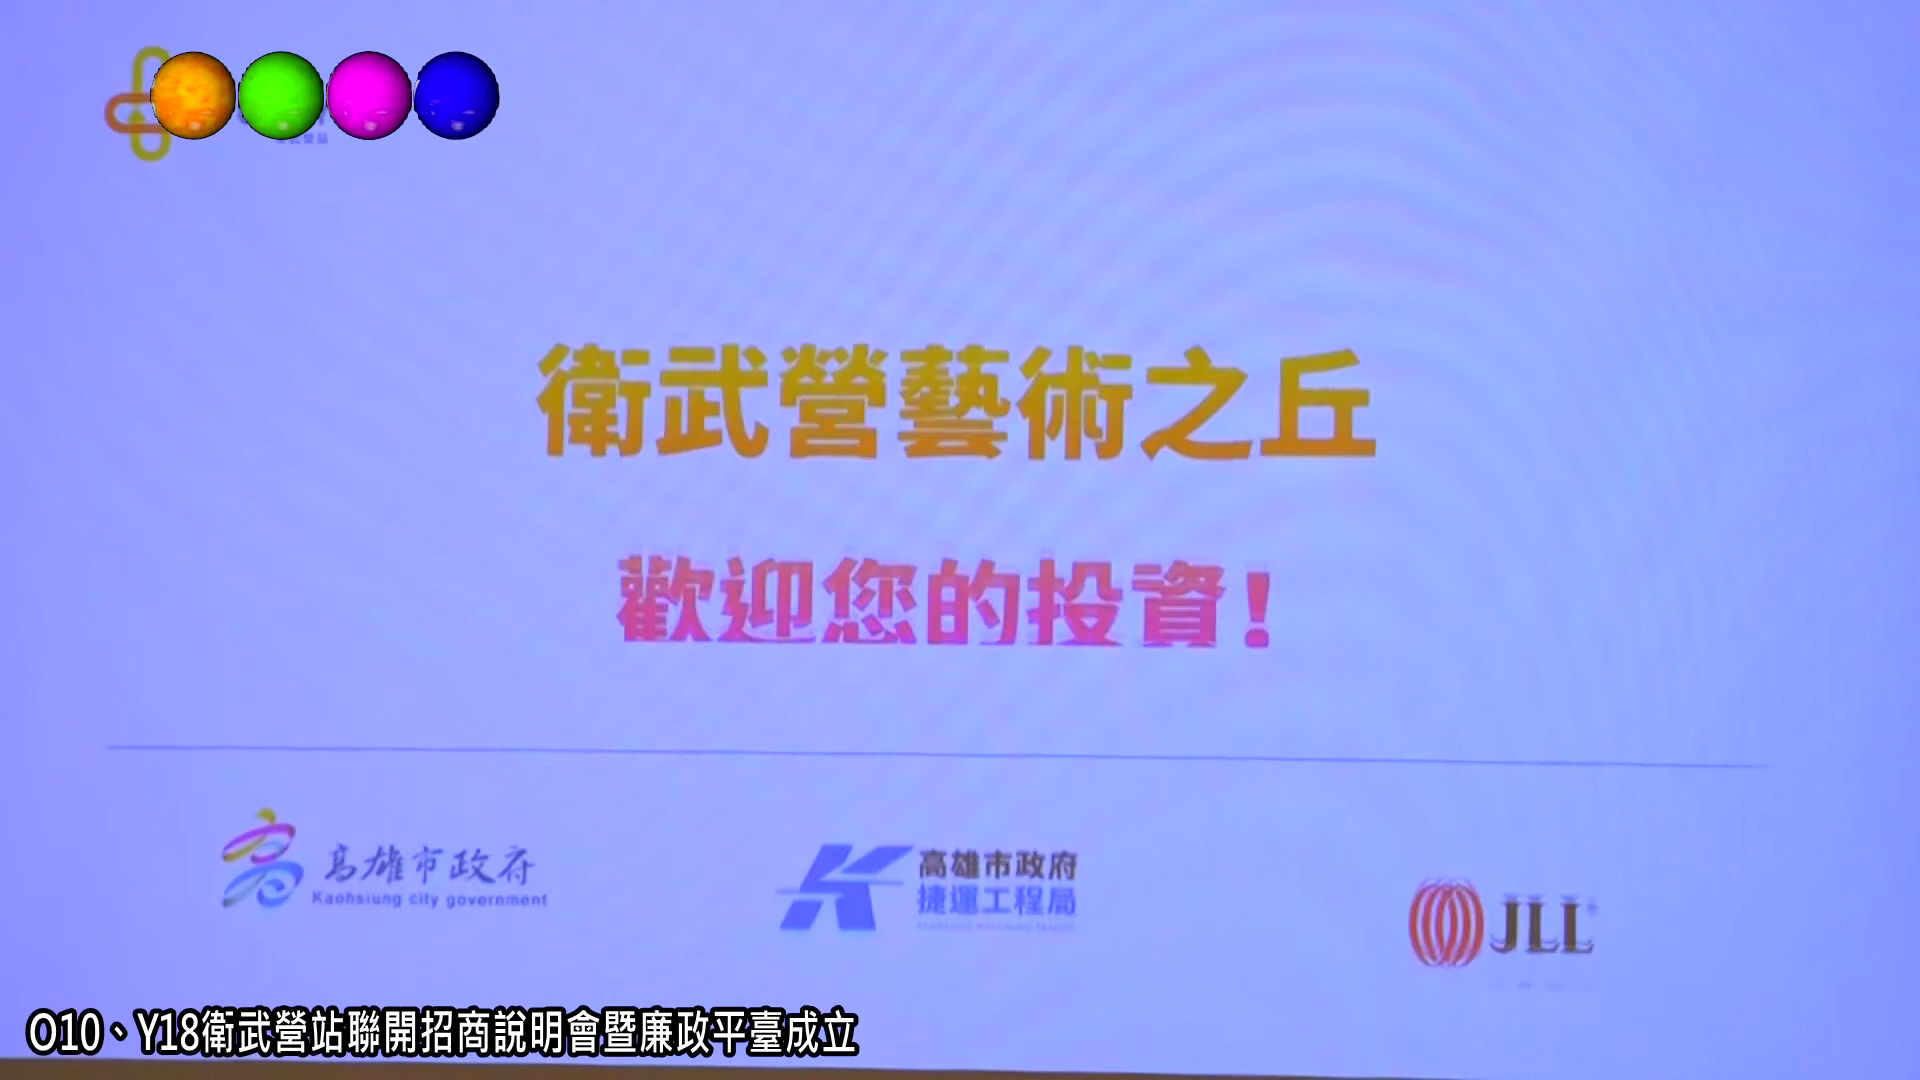 衛武營藝術之丘
歡迎您的投資！
高雄市政府
Kaohsiung city government
高雄市政府
捷運工程局
JLL
O10、Y18衛武營站聯開招商說明會暨廉政平臺成立